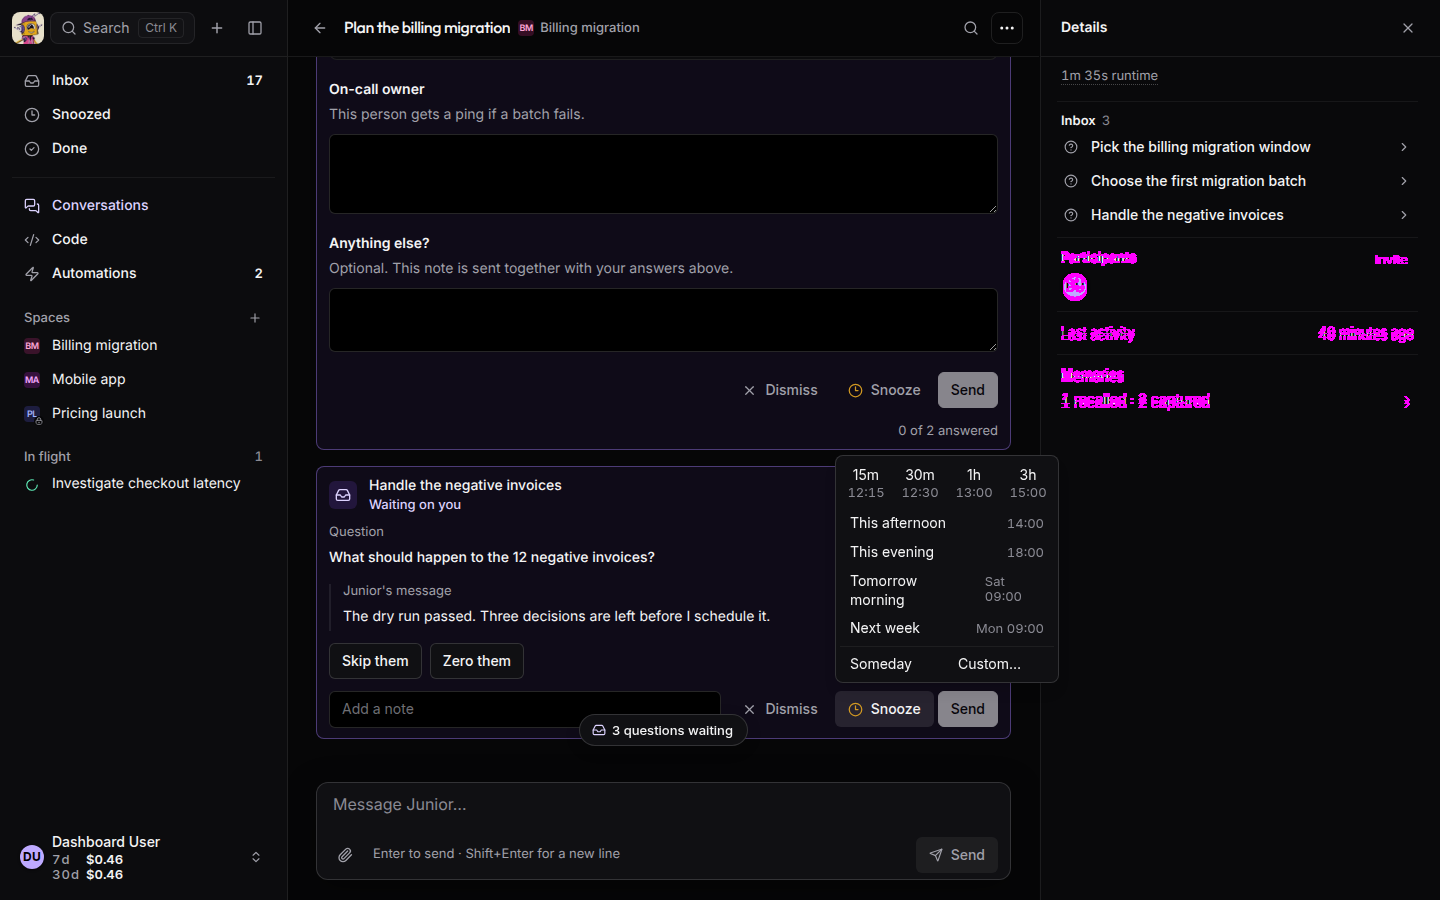 Search Ctrl K
Inbox 17
Snoozed
Done
Conversations
Code
Automations 2
Spaces
BM Billing migration
MA Mobile app
PL Pricing launch
In flight 1
Investigate checkout latency
DU Dashboard User
7d $0.46
30d $0.46
Plan the billing migration BM Billing migration
On-call owner
This person gets a ping if a batch fails.
Anything else?
Optional. This note is sent together with your answers above.
Dismiss Snooze Send
0 of 2 answered
Handle the negative invoices
Waiting on you
Question
What should happen to the 12 negative invoices?
Junior's message
The dry run passed. Three decisions are left before I schedule it.
Skip them Zero them
Add a note Dismiss Snooze Send
3 questions waiting
15m 30m 1h 3h
12:15 12:30 13:00 15:00
This afternoon 14:00
This evening 18:00
Tomorrow morning Sat 09:00
Next week Mon 09:00
Someday Custom...
Message Junior...
Enter to send · Shift+Enter for a new line Send
Details
1m 35s runtime
Inbox 3
Pick the billing migration window
Choose the first migration batch
Handle the negative invoices
Participants Invite
Last activity minutes ago
Memories
recalled captured